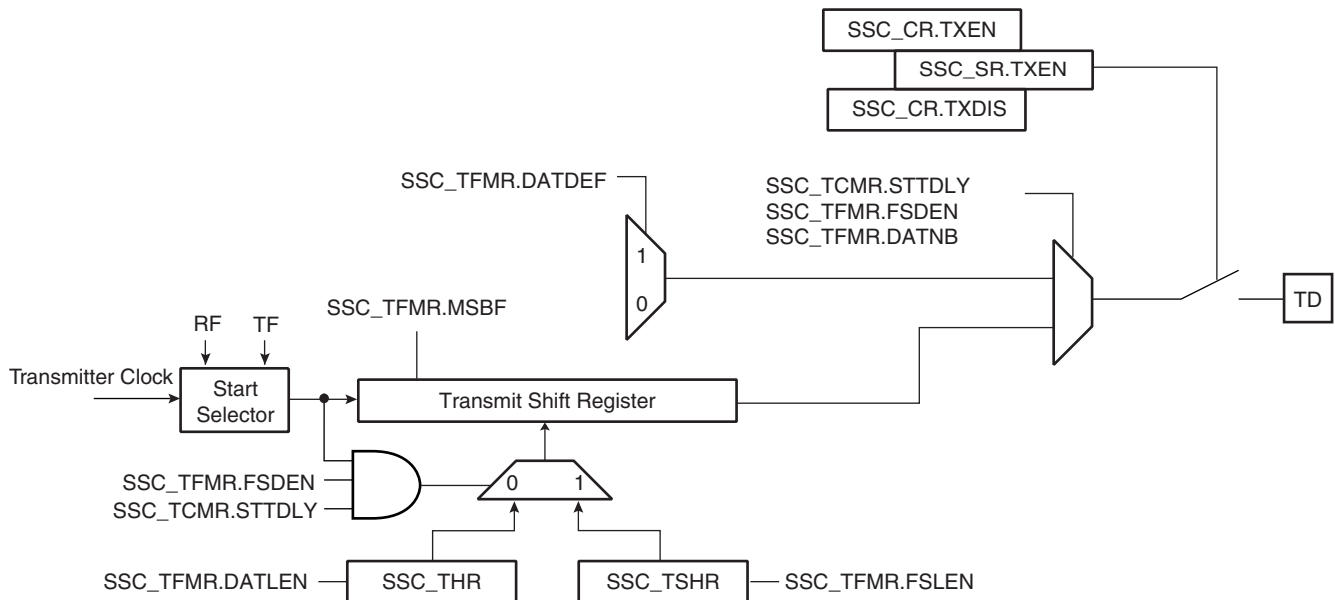 SSC_CR.TXEN
SSC_SR.TXEN
SSC_CR.TXDIS
SSC_TFMR.DATDEF
SSC_TCMR.STTDLY
SSC_TFMR.FSDEN
SSC_TFMR.DATNB
1
0
TD
SSC_TFMR.MSBF
RF
TF
Transmitter Clock
Start
Selector
Transmit Shift Register
SSC_TFMR.FSDEN
SSC_TCMR.STTDLY
0
1
SSC_TFMR.DATLEN
SSC_THR
SSC_TSHR
SSC_TFMR.FSLEN